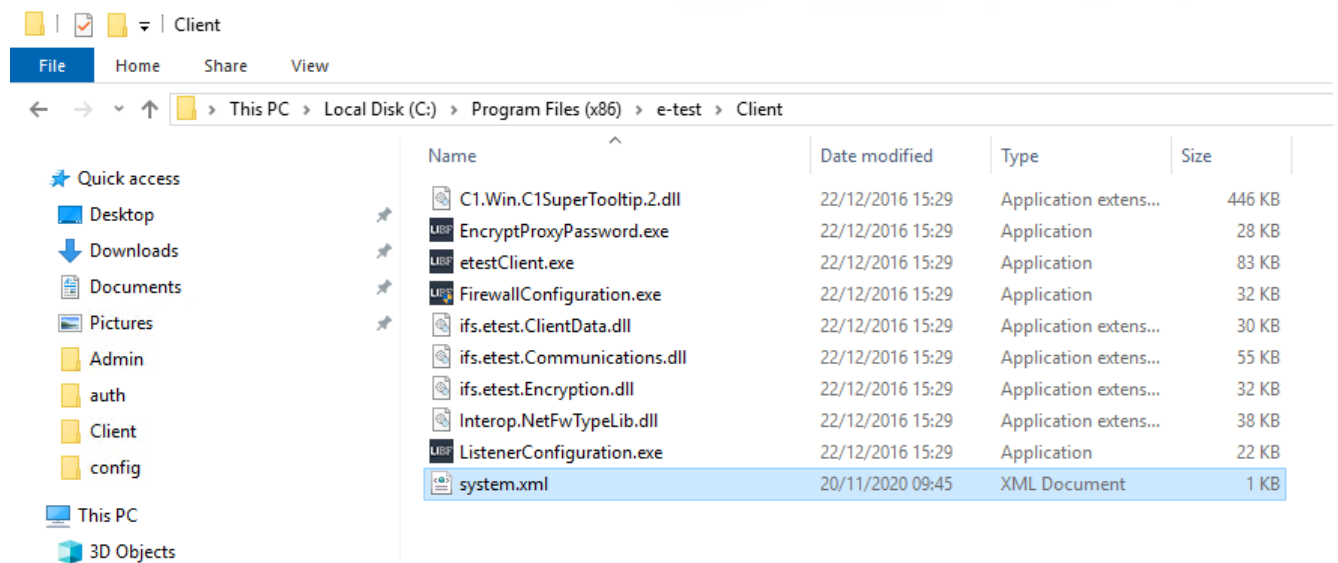 Client
File Home Share View
This PC > Local Disk (C:) > Program Files (x86) > e-test > Client
Name Date modified Type Size
Quick access
Desktop
Downloads
Documents
Pictures
Admin
auth
Client
config
This PC
3D Objects
C1.Win.C1SuperTooltip.2.dll 22/12/2016 15:29 Application extens... 446 KB
LIBF EncryptProxyPassword.exe 22/12/2016 15:29 Application 28 KB
LIBF etestClient.exe 22/12/2016 15:29 Application 83 KB
FirewallConfiguration.exe 22/12/2016 15:29 Application 32 KB
ifs.etest.ClientData.dll 22/12/2016 15:29 Application extens... 30 KB
ifs.etest.Communications.dll 22/12/2016 15:29 Application extens... 55 KB
ifs.etest.Encryption.dll 22/12/2016 15:29 Application extens... 32 KB
Interop.NetFwTypeLib.dll 22/12/2016 15:29 Application extens... 38 KB
LIBF ListenerConfiguration.exe 22/12/2016 15:29 Application 22 KB
system.xml 20/11/2020 09:45 XML Document 1 KB